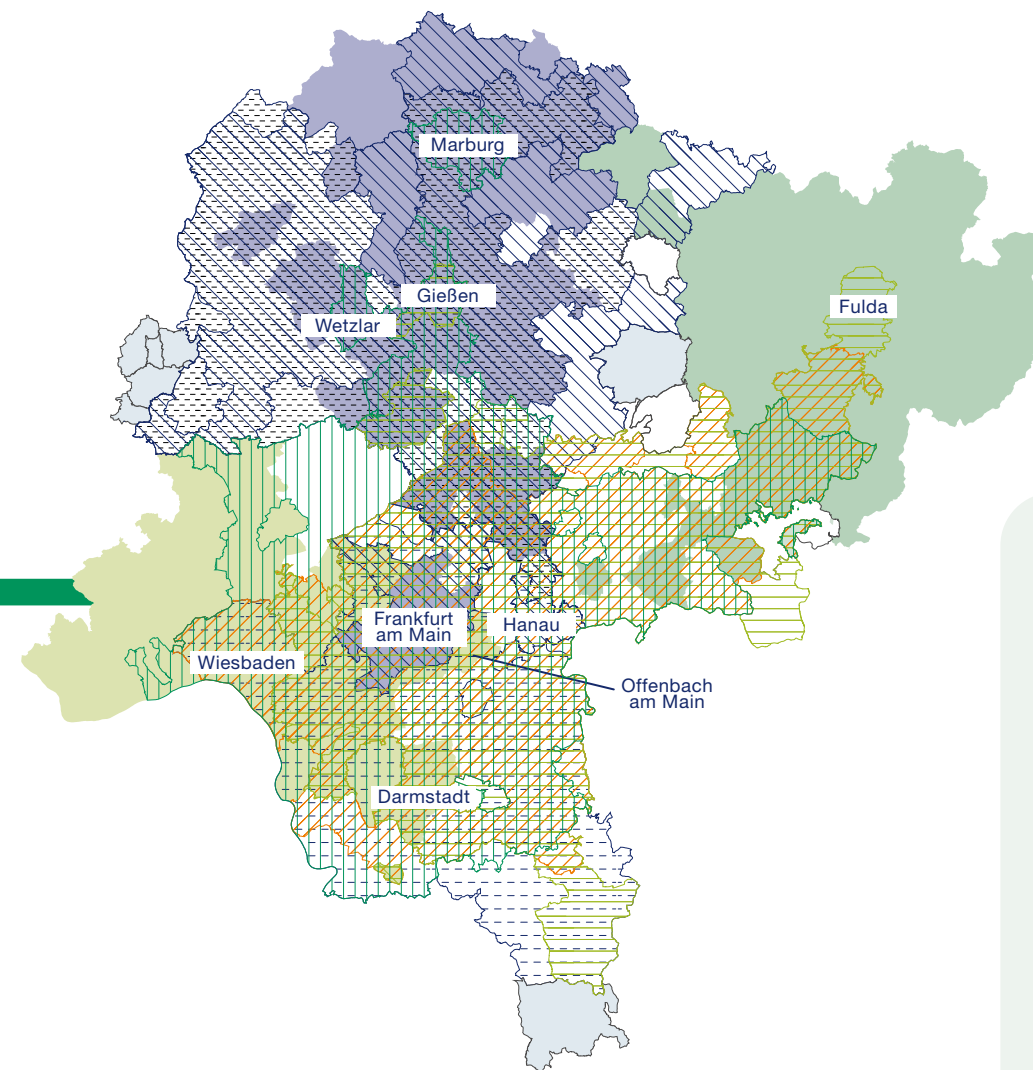 Marburg
Gießen
Fulda
Wetzlar
Frankfurt
am Main
Hanau
Wiesbaden
Offenbach
am Main
Darmstadt